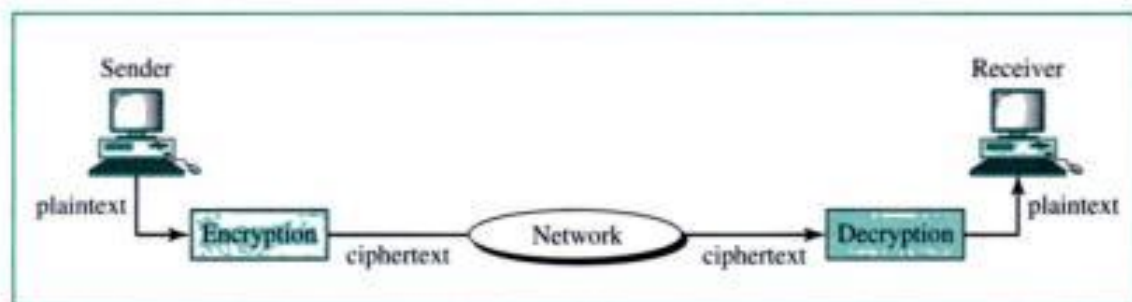 Sender
Receiver
plaintext
plaintext
Encryption
Network
Decryption
ciphertext
ciphertext